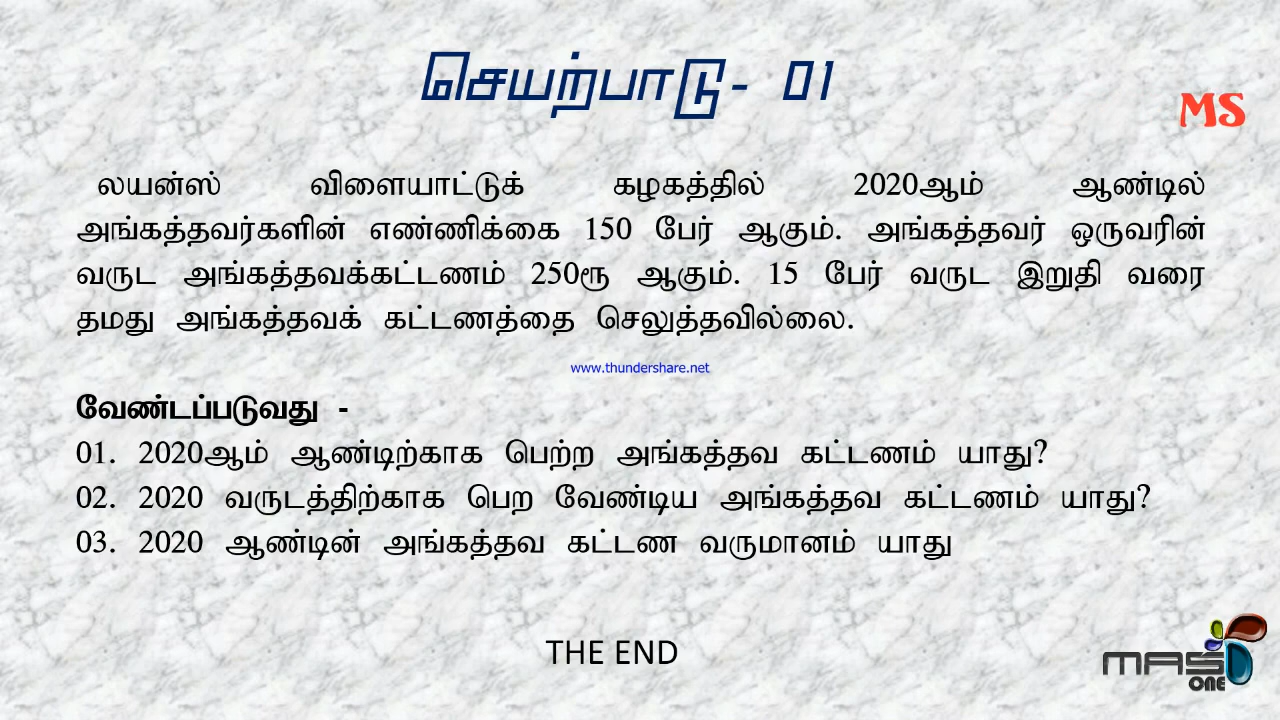 செயற்பாடு- 01
MS
லயன்ஸ் விளையாட்டுக் கழகத்தில் 2020ஆம் ஆண்டில்
அங்கத்தவர்களின் எண்ணிக்கை 150 பேர் ஆகும். அங்கத்தவர் ஒருவரின்
வருட அங்கத்தவக்கட்டணம் 250ரூ ஆகும். 15 பேர் வருட இறுதி வரை
தமது அங்கத்தவக் கட்டணத்தை செலுத்தவில்லை.
www.thundershare.net
வேண்டப்படுவது -
01. 2020ஆம் ஆண்டிற்காக பெற்ற அங்கத்தவ கட்டணம் யாது?
02. 2020 வருடத்திற்காக பெற வேண்டிய அங்கத்தவ கட்டணம் யாது?
03. 2020 ஆண்டின் அங்கத்தவ கட்டண வருமானம் யாது
THE END
MAS
ONE